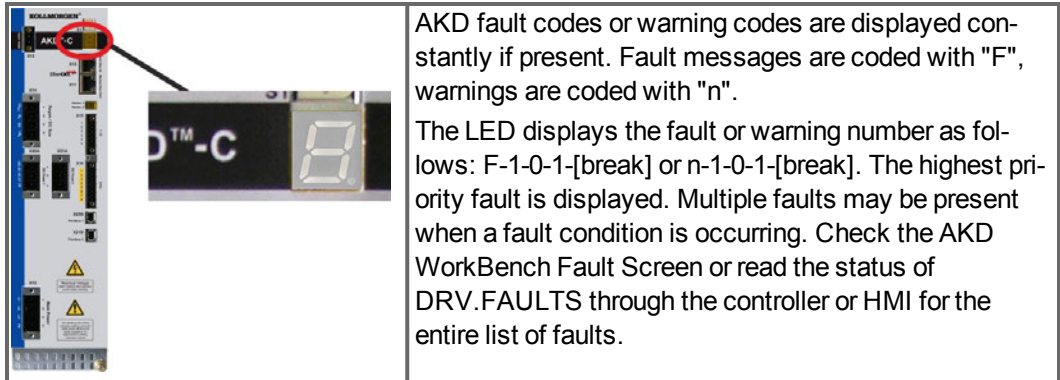 KOLLMORGEN
AKD™-C
S1
D™-C
AKD fault codes or warning codes are displayed con-
stantly if present. Fault messages are coded with "F",
warnings are coded with "n".
The LED displays the fault or warning number as fol-
lows: F-1-0-1-[break] or n-1-0-1-[break]. The highest pri-
ority fault is displayed. Multiple faults may be present
when a fault condition is occurring. Check the AKD
WorkBench Fault Screen or read the status of
DRV.FAULTS through the controller or HMI for the
entire list of faults.